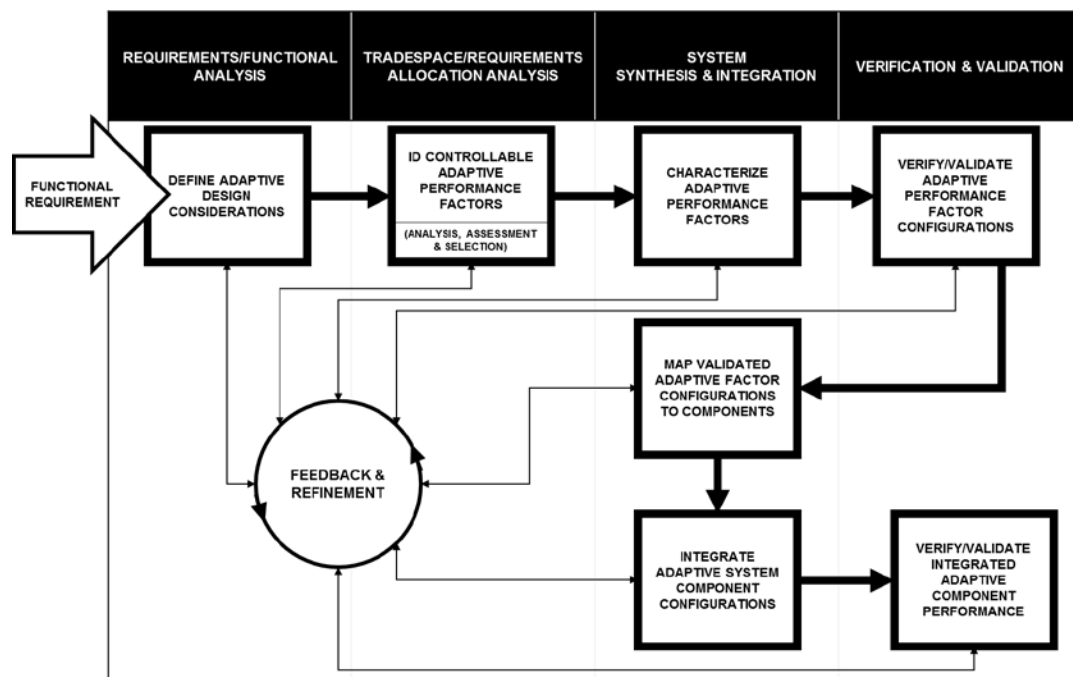 REQUIREMENTS/FUNCTIONAL
ANALYSIS
TRADESPACE/REQUIREMENTS
ALLOCATION ANALYSIS
SYSTEM
SYNTHESIS & INTEGRATION
VERIFICATION & VALIDATION
FUNCTIONAL
REQUIREMENT
DEFINE ADAPTIVE
DESIGN
CONSIDERATIONS
ID CONTROLLABLE
ADAPTIVE
PERFORMANCE
FACTORS
(ANALYSIS, ASSESSMENT
& SELECTION)
CHARACTERIZE
ADAPTIVE
PERFORMANCE
FACTORS
VERIFY/VALIDATE
ADAPTIVE
PERFORMANCE
FACTOR
CONFIGURATIONS
MAP VALIDATED
ADAPTIVE FACTOR
CONFIGURATIONS
TO COMPONENTS
FEEDBACK &
REFINEMENT
INTEGRATE
ADAPTIVE SYSTEM
COMPONENT
CONFIGURATIONS
VERIFY/VALIDATE
INTEGRATED
ADAPTIVE
COMPONENT
PERFORMANCE